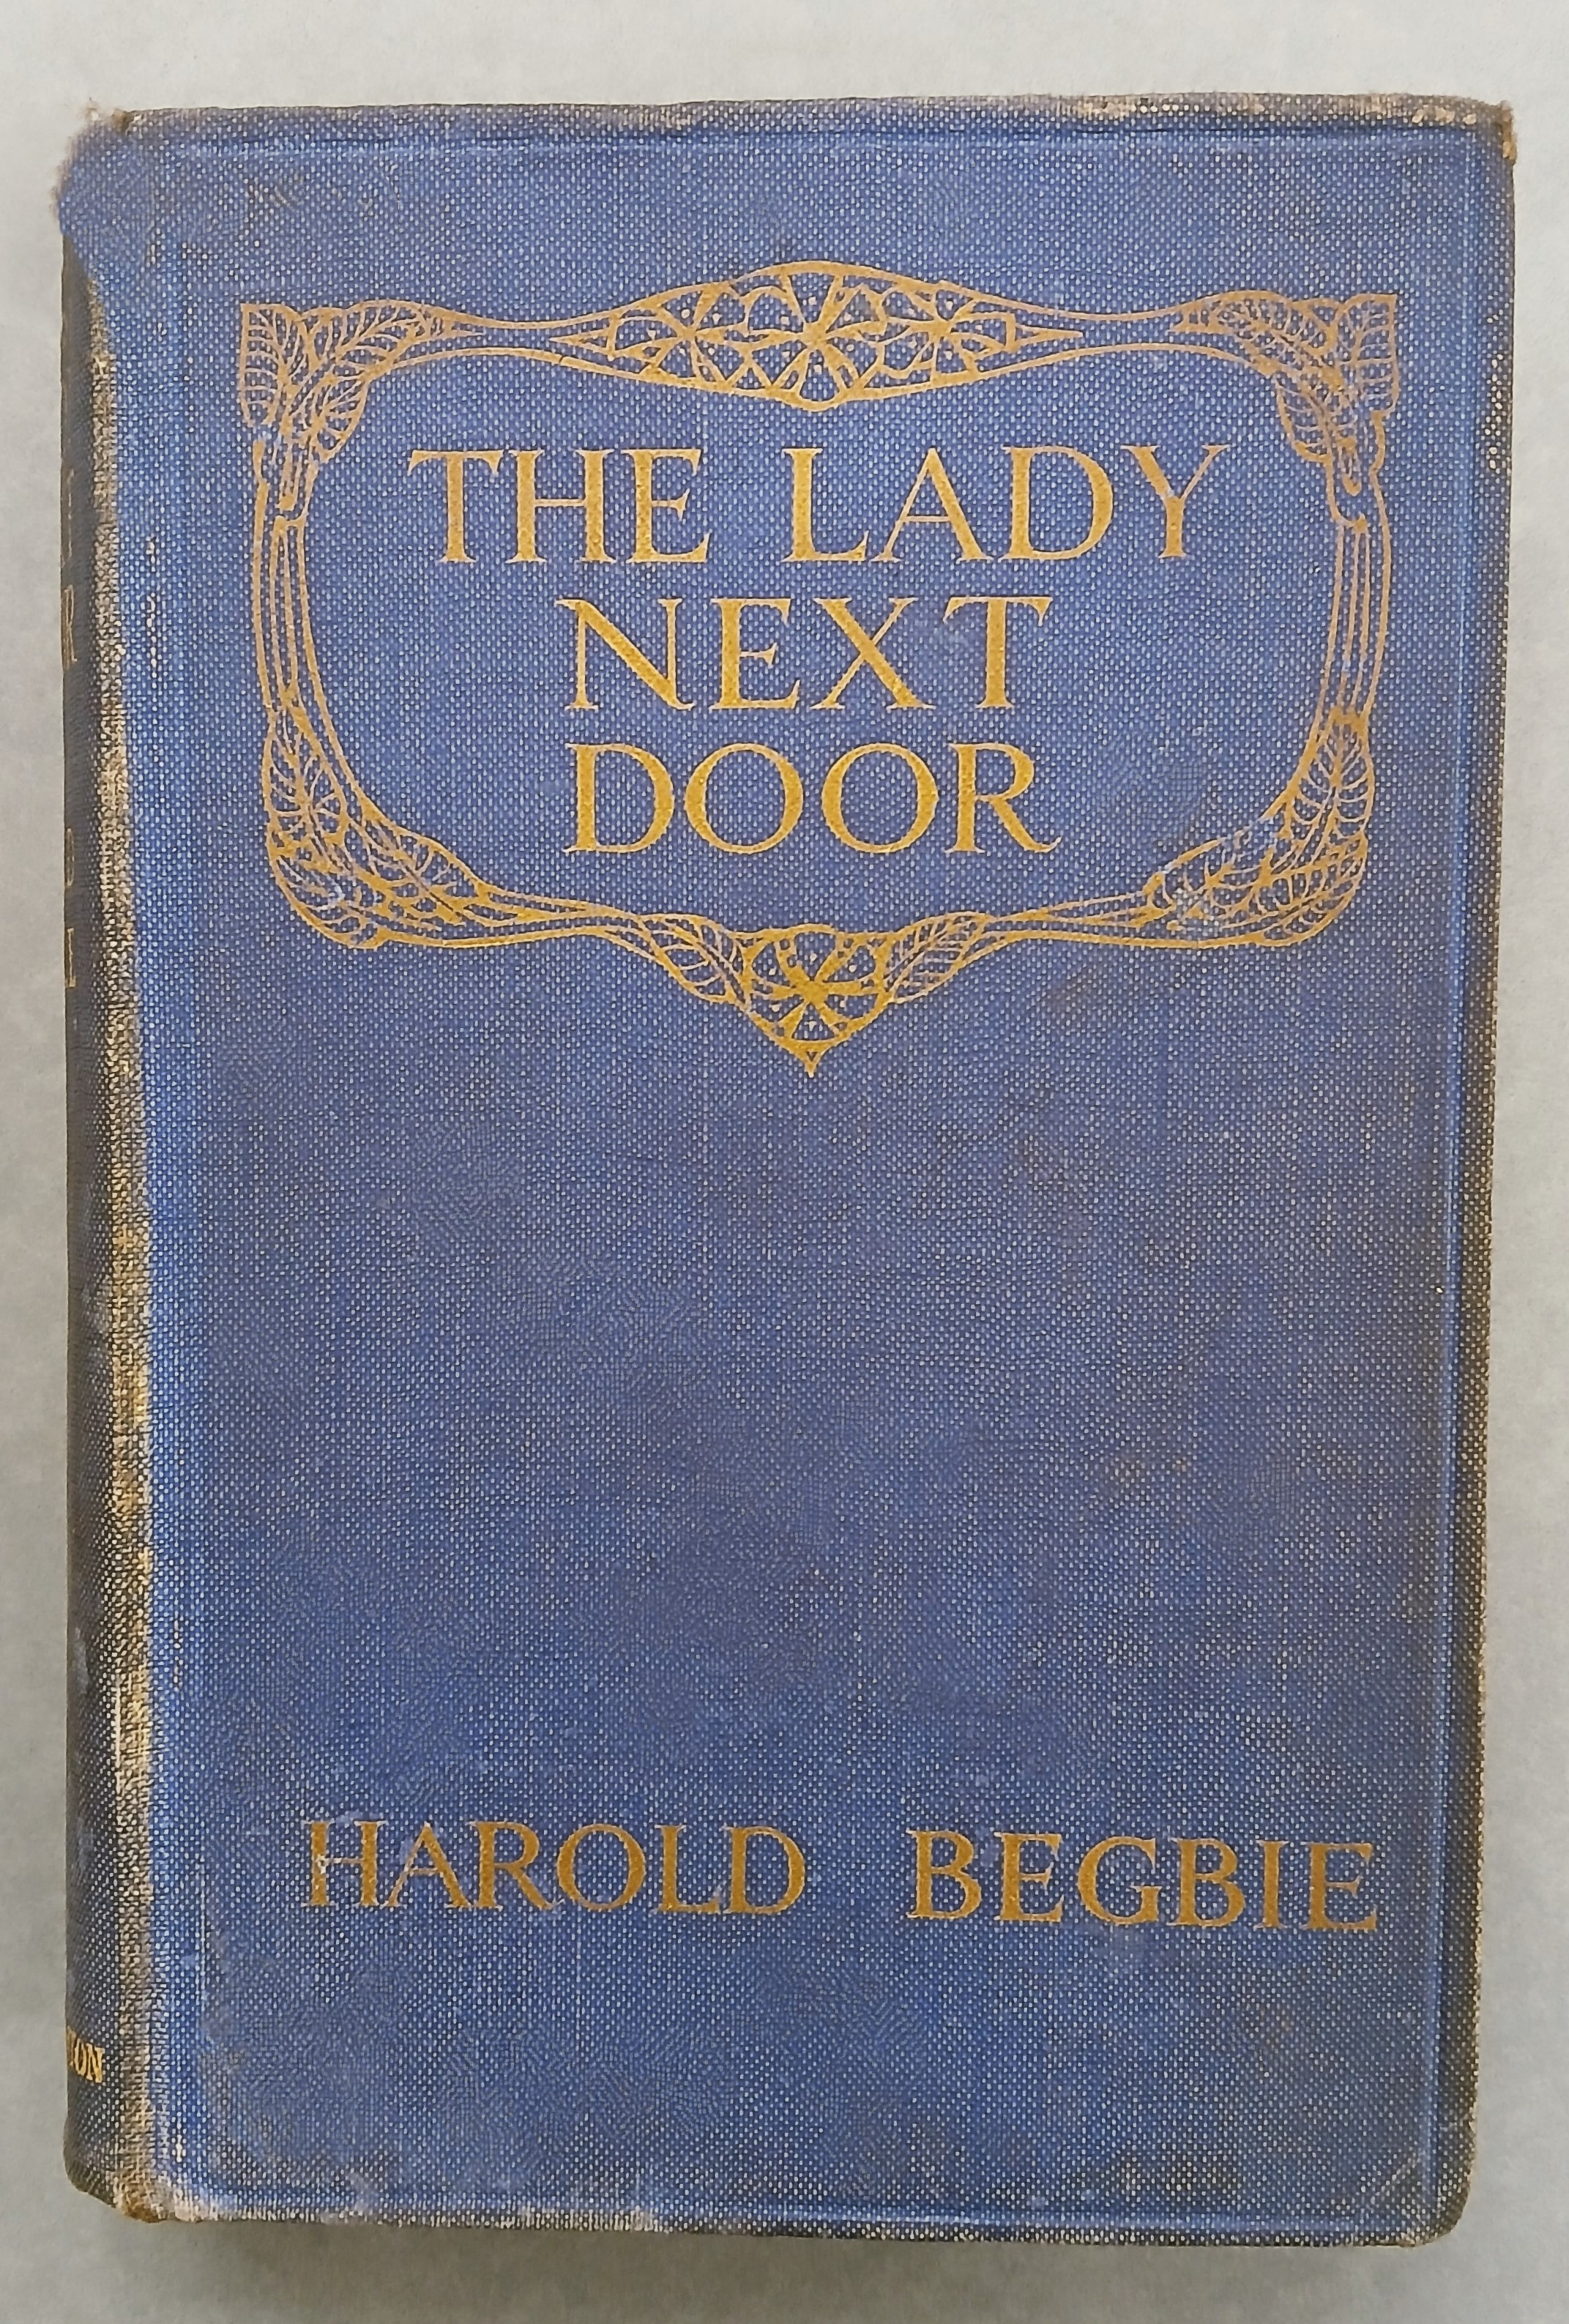 THE LADY
NEXT
DOOR
HAROLD BEGBIE